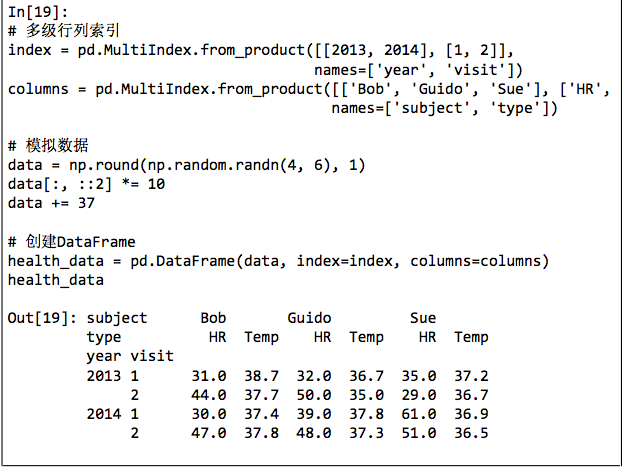 In[19]:
# 多级行列索引
index = pd.MultiIndex.from_product([[2013, 2014], [1, 2]],
                                   names=['year', 'visit'])
columns = pd.MultiIndex.from_product([['Bob', 'Guido', 'Sue'], ['HR',
                                     names=['subject', 'type'])
# 模拟数据
data = np.round(np.random.randn(4, 6), 1)
data[:, ::2] *= 10
data += 37
# 创建DataFrame
health_data = pd.DataFrame(data, index=index, columns=columns)
health_data
Out[19]: subject      Bob       Guido         Sue
         type          HR  Temp    HR  Temp    HR  Temp
         year visit
         2013 1      31.0  38.7  32.0  36.7  35.0  37.2
              2      44.0  37.7  50.0  35.0  29.0  36.7
         2014 1      30.0  37.4  39.0  37.8  61.0  36.9
              2      47.0  37.8  48.0  37.3  51.0  36.5